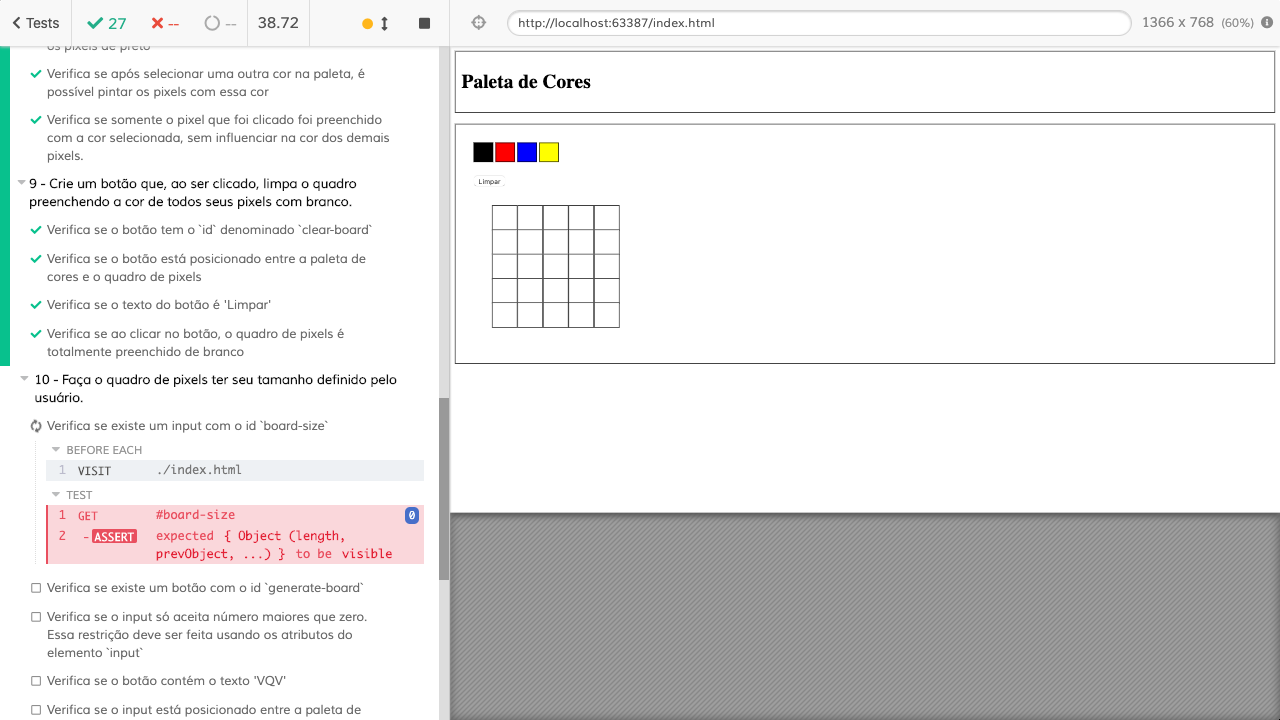 Tests
27
--
--
38.72
http://localhost:63387/index.html
1366 x 768 (60%)
os pixels de preto
Verifica se após selecionar uma outra cor na paleta, é
possível pintar os pixels com essa cor
Verifica se somente o pixel que foi clicado foi preenchido
com a cor selecionada, sem influenciar na cor dos demais
pixels.
9 - Crie um botão que, ao ser clicado, limpa o quadro
preenchendo a cor de todos seus pixels com branco.
Verifica se o botão tem o `id` denominado `clear-board`
Verifica se o botão está posicionado entre a paleta de
cores e o quadro de pixels
Verifica se o texto do botão é 'Limpar'
Verifica se ao clicar no botão, o quadro de pixels é
totalmente preenchido de branco
10 - Faça o quadro de pixels ter seu tamanho definido pelo
usuário.
Verifica se existe um input com o id `board-size`
BEFORE EACH
1 VISIT ./index.html
TEST
1 GET #board-size 0
2 -ASSERT expected { Object (length,
prevObject, ...) } to be visible
Verifica se existe um botão com o id `generate-board`
Verifica se o input só aceita número maiores que zero.
Essa restrição deve ser feita usando os atributos do
elemento `input`
Verifica se o botão contém o texto 'VQV'
Verifica se o input está posicionado entre a paleta de
Paleta de Cores
Limpar